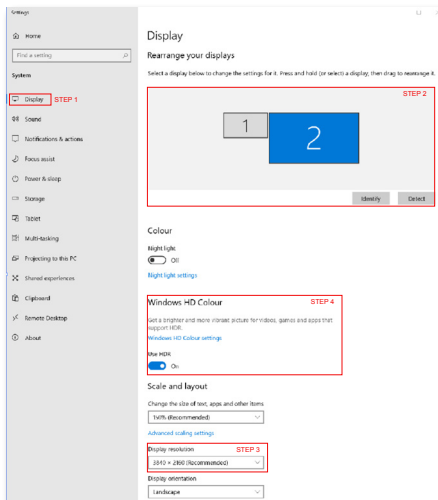 Settings
Home
Find a setting
System
Display
STEP 1
Sound
Notifications & actions
Focus assist
Power & sleep
Storage
Tablet
Multi-tasking
Projecting to this PC
Shared experiences
Clipboard
Remote Desktop
About
Display
Rearrange your displays
Select a display below to change the settings for it. Press and hold (or select) a display, then drag to rearrange it.
STEP 2
1
2
Identify
Detect
Colour
Night light
Off
Night light settings
Windows HD Colour
STEP 4
Get a brighter and more vibrant picture for videos, games and apps that
support HDR.
Windows HD Colour settings
Use HDR
On
Scale and layout
Change the size of text, apps and other items
150% (Recommended)
Advanced scaling settings
Display resolution
STEP 3
3840 × 2160 (Recommended)
Display orientation
Landscape